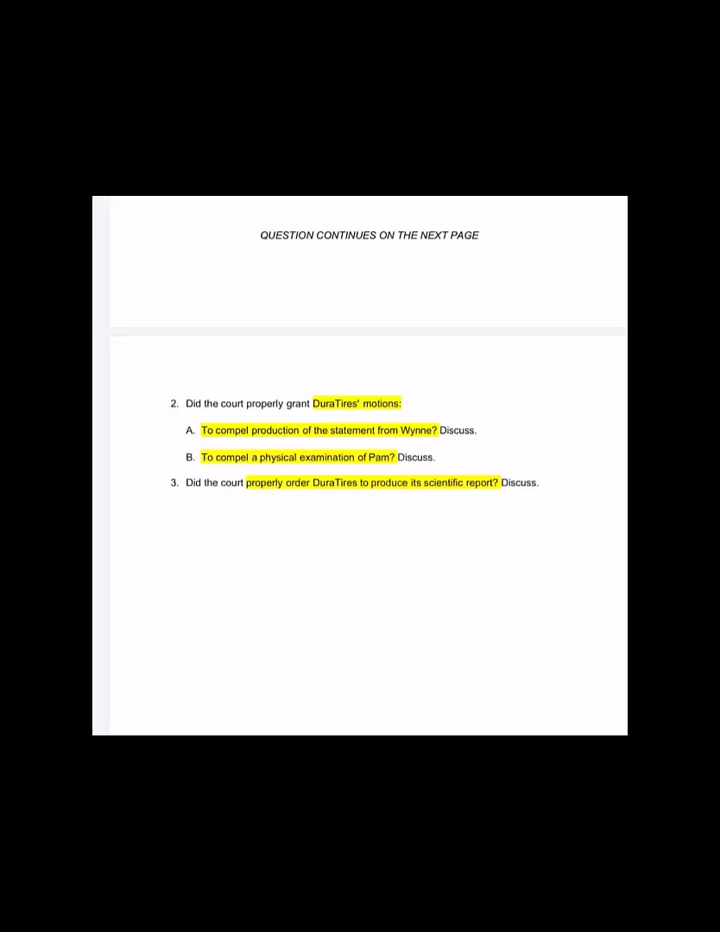 QUESTION CONTINUES ON THE NEXT PAGE
2. Did the court properly grant DuraTires' motions:
A. To compel production of the statement from Wynne? Discuss.
B. To compel a physical examination of Pam? Discuss.
3. Did the court properly order DuraTires to produce its scientific report? Discuss.